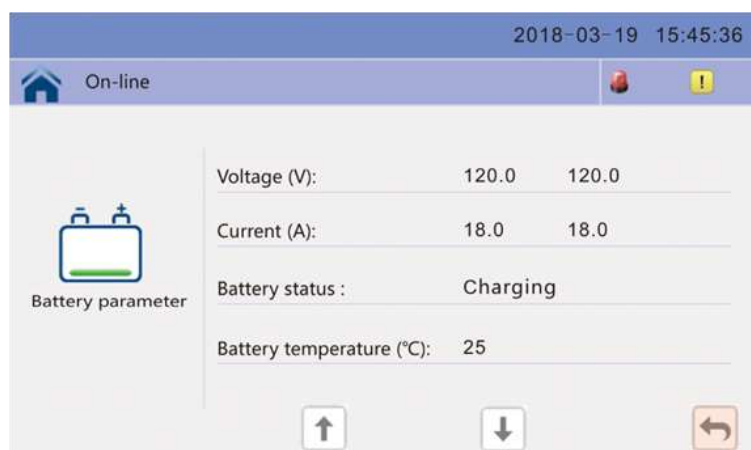 2018-03-19 15:45:36
On-line
Voltage (V): 120.0 120.0
Current (A): 18.0 18.0
Battery status : Charging
Battery parameter
Battery temperature (℃): 25